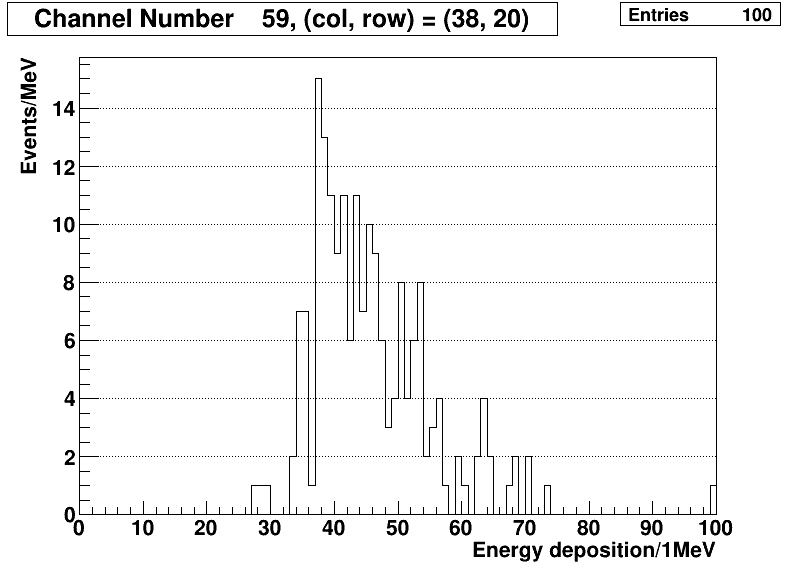 Channel Number 59, (col, row) = (38, 20)
Entries 100
Events/MeV
14
12
10
8
6
4
2
0
0 10 20 30 40 50 60 70 80 90 100
Energy deposition/1MeV